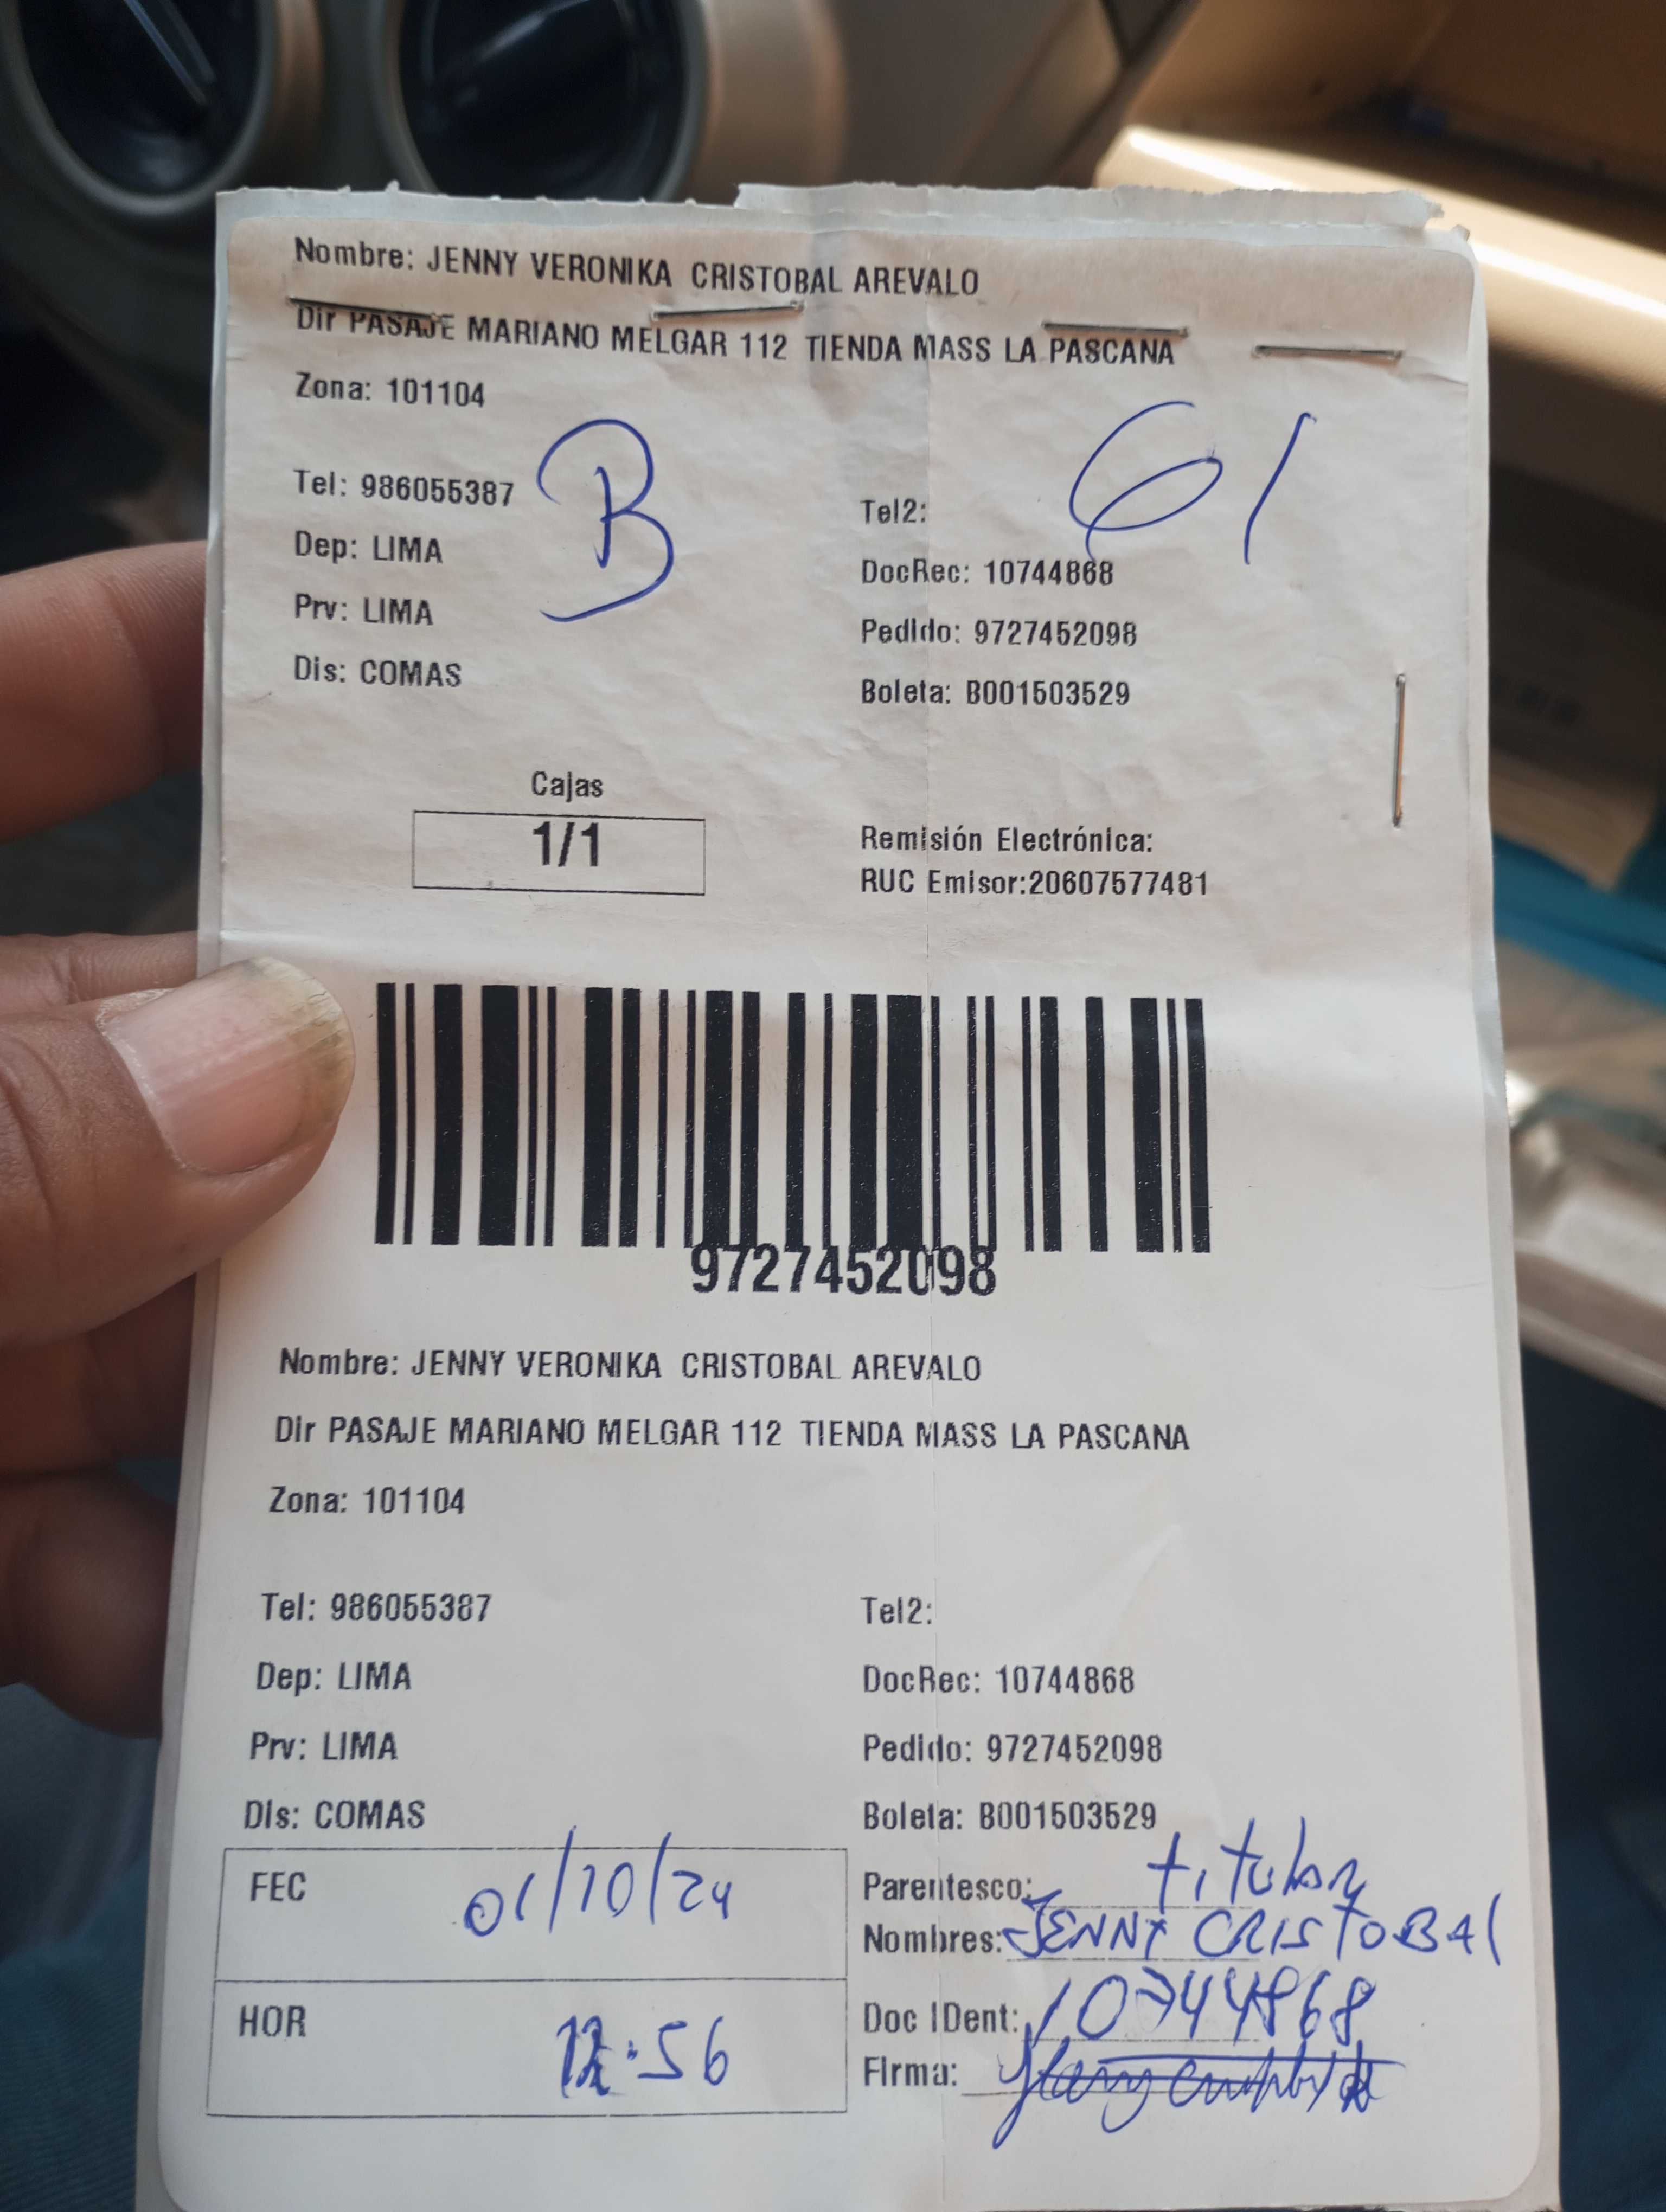 Nombre: JENNY VERONIKA CRISTOBAL AREVALO
Dir PASAJE MARIANO MELGAR 112 TIENDA MASS LA PASCANA
Zona: 101104
B
61
Tel: 986055387
Tel2:
Dep: LIMA
DocRec: 10744868
Prv: LIMA
Pedido: 9727452098
Dis: COMAS
Boleta: B001503529
Cajas
1/1
Remisión Electrónica:
RUC Emisor:20607577481
9727452098
Nombre: JENNY VERONIKA CRISTOBAL AREVALO
Dir PASAJE MARIANO MELGAR 112 TIENDA MASS LA PASCANA
Zona: 101104
Tel: 986055387
Tel2:
Dep: LIMA
DocRec: 10744868
Prv: LIMA
Pedido: 9727452098
Dis: COMAS
Boleta: B001503529
FEC 01/10/24
Parentesco: titular
Nombres: JENNY CRISTOBAL
HOR :56
Doc IDent: 10744868
Firma: